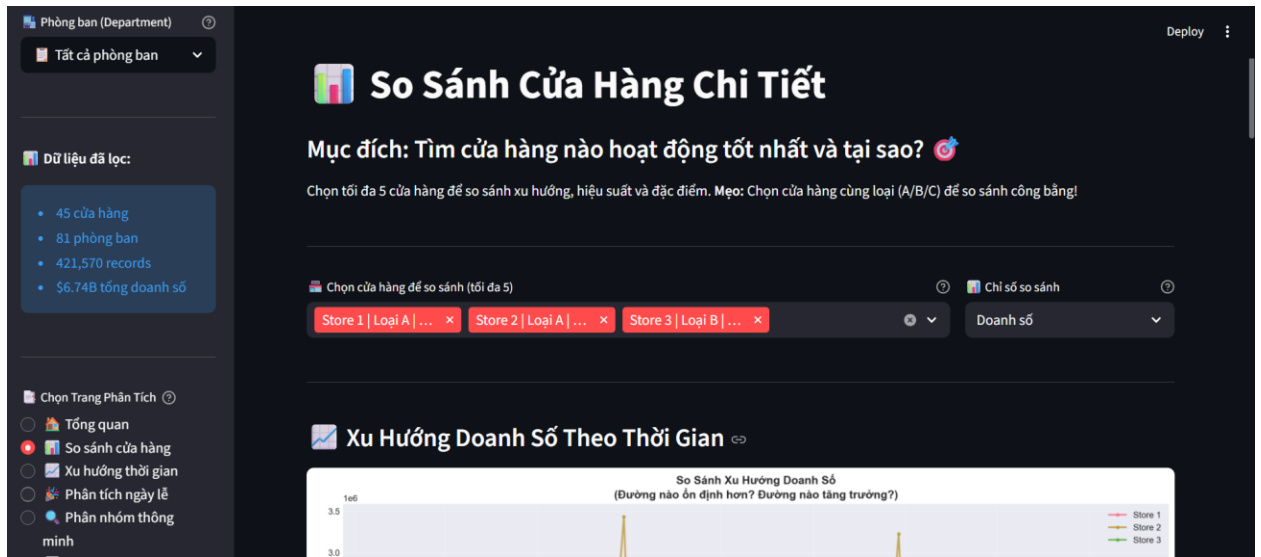 Phòng ban (Department)
Tất cả phòng ban
Dữ liệu đã lọc:
45 cửa hàng
81 phòng ban
421,570 records
$6.74B tổng doanh số
Chọn Trang Phân Tích
Tổng quan
So sánh cửa hàng
Xu hướng thời gian
Phân tích ngày lễ
Phân nhóm thông
minh
Deploy
So Sánh Cửa Hàng Chi Tiết
Mục đích: Tìm cửa hàng nào hoạt động tốt nhất và tại sao?
Chọn tối đa 5 cửa hàng để so sánh xu hướng, hiệu suất và đặc điểm. Mẹo: Chọn cửa hàng cùng loại (A/B/C) để so sánh công bằng!
Chọn cửa hàng để so sánh (tối đa 5)
Store 1 | Loại A | ...
Store 2 | Loại A | ...
Store 3 | Loại B | ...
Chỉ số so sánh
Doanh số
Xu Hướng Doanh Số Theo Thời Gian
So Sánh Xu Hướng Doanh Số
(Đường nào ổn định hơn? Đường nào tăng trưởng?)
1e6
3.5
3.0
Store 1
Store 2
Store 3